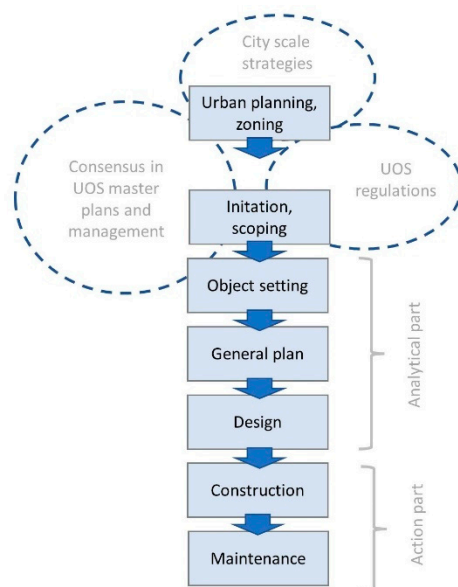 City scale
strategies
Urban planning,
zoning
Consensus in
UOS master
plans and
management
UOS
regulations
Initation,
scoping
Object setting
General plan
Design
Analytical part
Construction
Maintenance
Action part